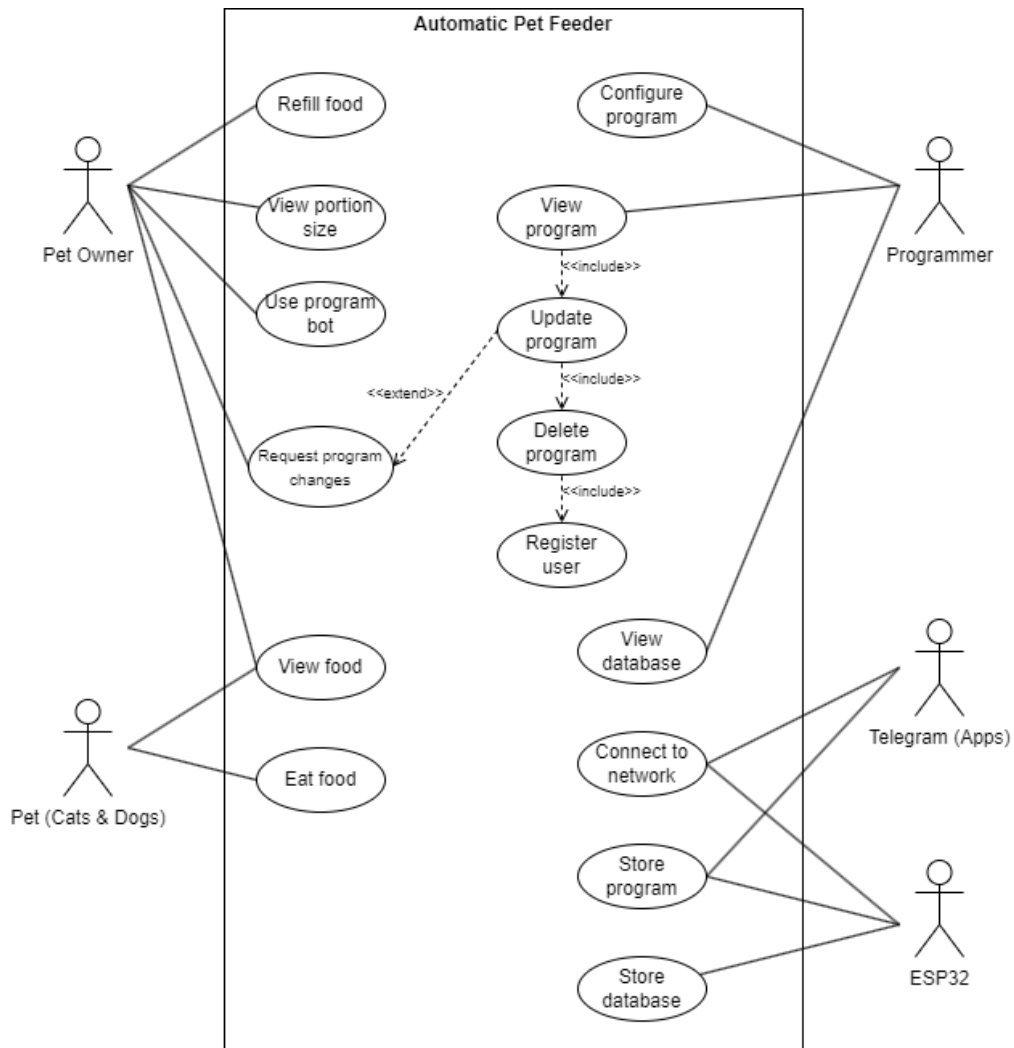 Automatic Pet Feeder
Refill food
Configure
program
View portion
size
View
program
Pet Owner
Programmer
<<include>>
Use program
bot
Update
program
<<extend>>
<<include>>
Delete
program
Request program
changes
<<include>>
Register
user
View food
View
database
Telegram (Apps)
Connect to
network
Eat food
Pet (Cats & Dogs)
Store
program
ESP32
Store
database